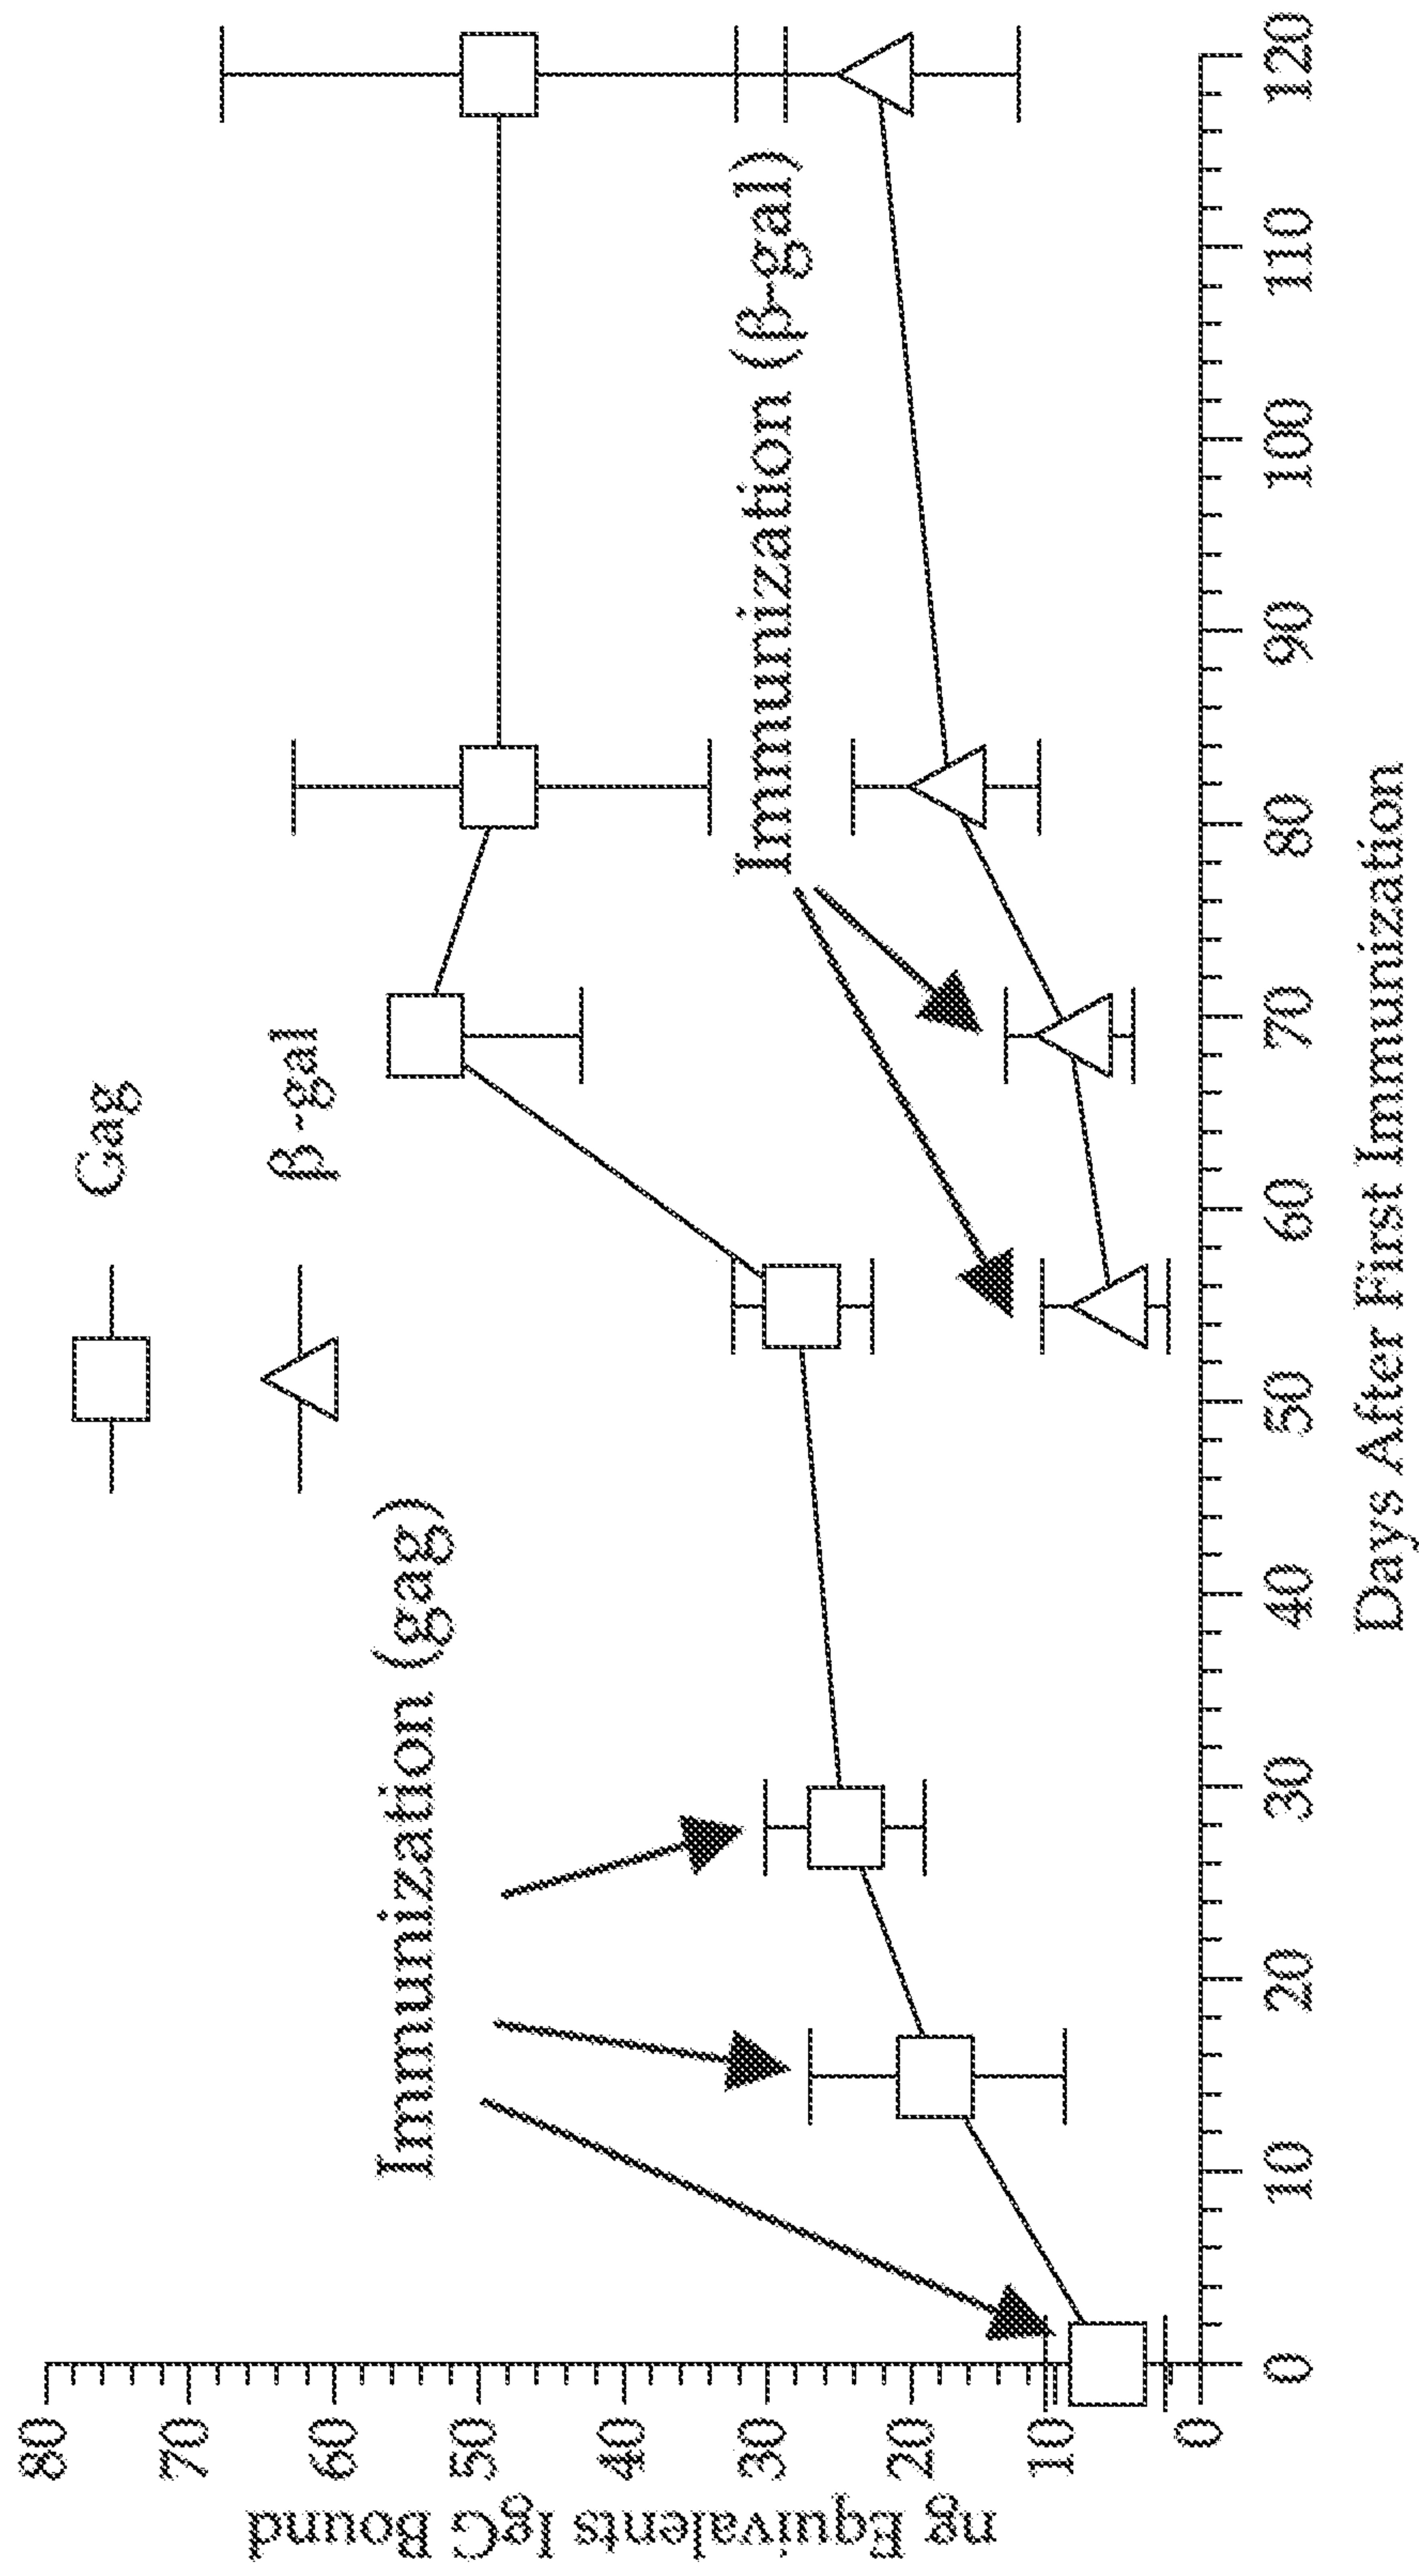 Gag
β-gal
Immunization (gag)
Immunization (β-gal)
ng Equivalents IgG Bound
80
70
60
50
40
30
20
10
0
0 10 20 30 40 50 60 70 80 90 100 110 120
Days After First Immunization